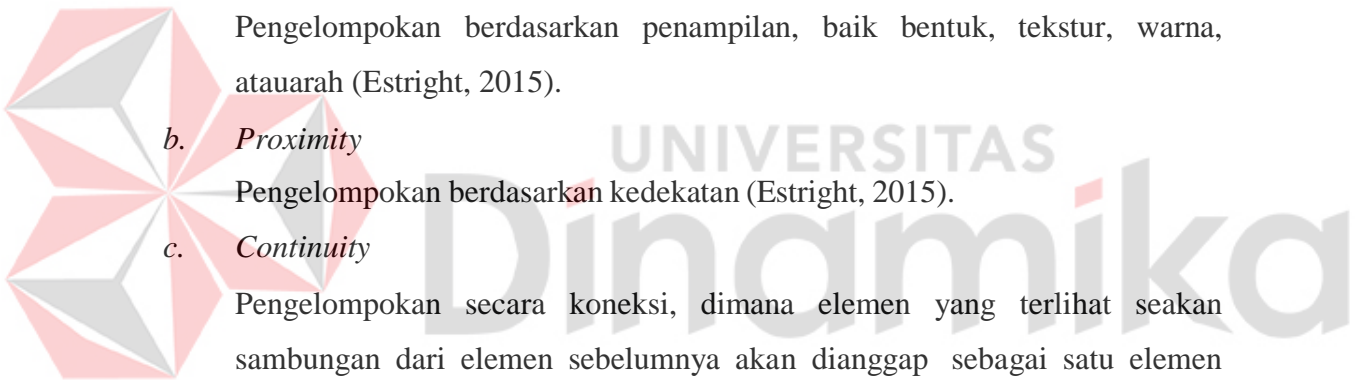 Pengelompokan berdasarkan penampilan, baik bentuk, tekstur, warna,
atauarah (Estright, 2015).
b. Proximity
UNIVERSITAS
Pengelompokan berdasarkan kedekatan (Estright, 2015).
Dinamika
c. Continuity
Pengelompokan secara koneksi, dimana elemen yang terlihat seakan
sambungan dari elemen sebelumnya akan dianggap sebagai satu elemen